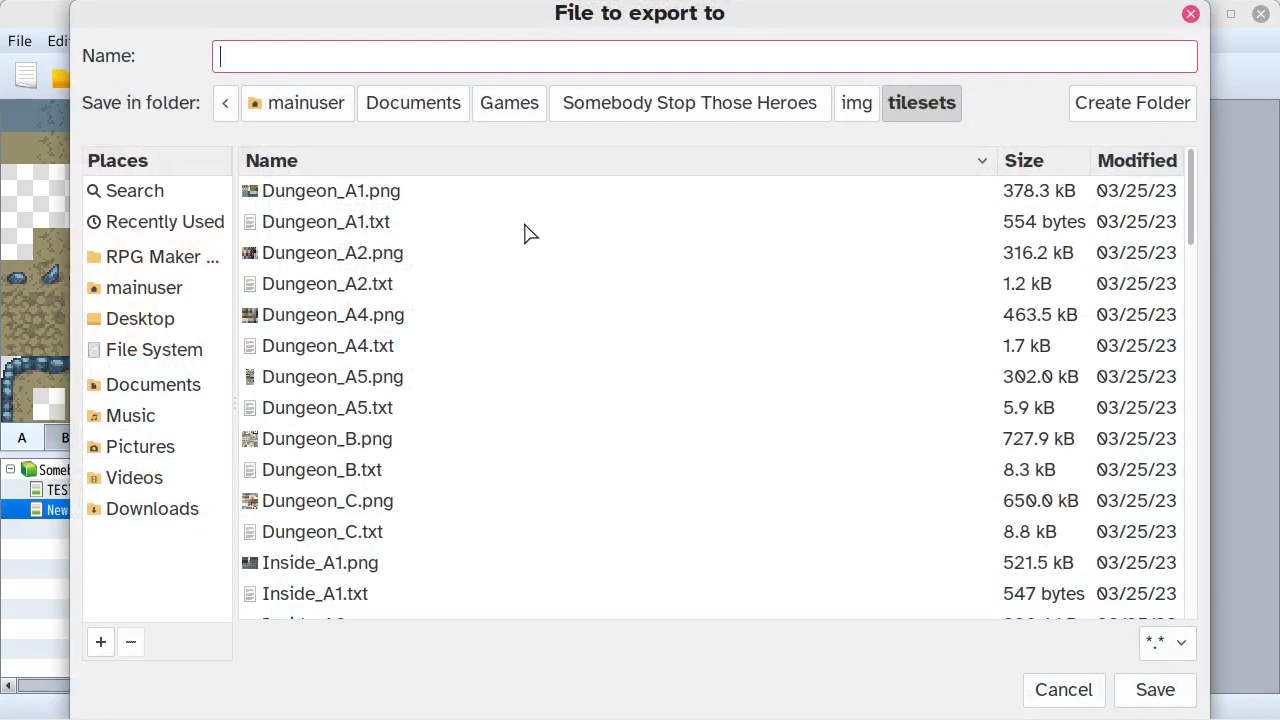 File to export to
File Edi
Name:
Save in folder: mainuser Documents Games Somebody Stop Those Heroes img tilesets Create Folder
Places
Search
Recently Used
RPG Maker ...
mainuser
Desktop
File System
Documents
Music
Pictures
Videos
Downloads
Name Size Modified
Dungeon_A1.png 378.3 kB 03/25/23
Dungeon_A1.txt 554 bytes 03/25/23
Dungeon_A2.png 316.2 kB 03/25/23
Dungeon_A2.txt 1.2 kB 03/25/23
Dungeon_A4.png 463.5 kB 03/25/23
Dungeon_A4.txt 1.7 kB 03/25/23
Dungeon_A5.png 302.0 kB 03/25/23
Dungeon_A5.txt 5.9 kB 03/25/23
Dungeon_B.png 727.9 kB 03/25/23
Dungeon_B.txt 8.3 kB 03/25/23
Dungeon_C.png 650.0 kB 03/25/23
Dungeon_C.txt 8.8 kB 03/25/23
Inside_A1.png 521.5 kB 03/25/23
Inside_A1.txt 547 bytes 03/25/23
A B
Someb
TES
New
*.*
Cancel Save